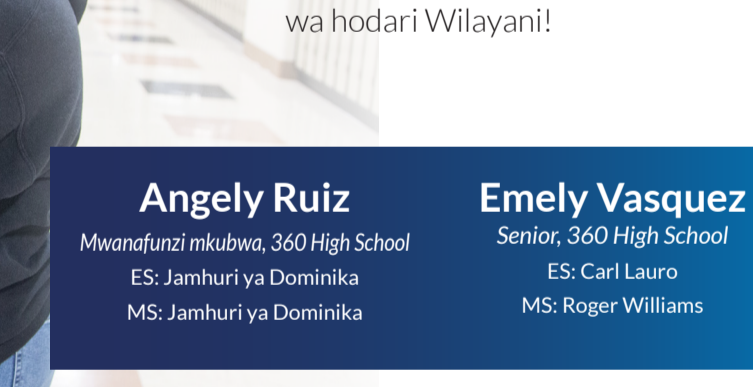 wa hodari Wilayani!
Angely Ruiz
Mwanafunzi mkubwa, 360 High School
ES: Jamhuri ya Dominika
MS: Jamhuri ya Dominika
Emely Vasquez
Senior, 360 High School
ES: Carl Lauro
MS: Roger Williams